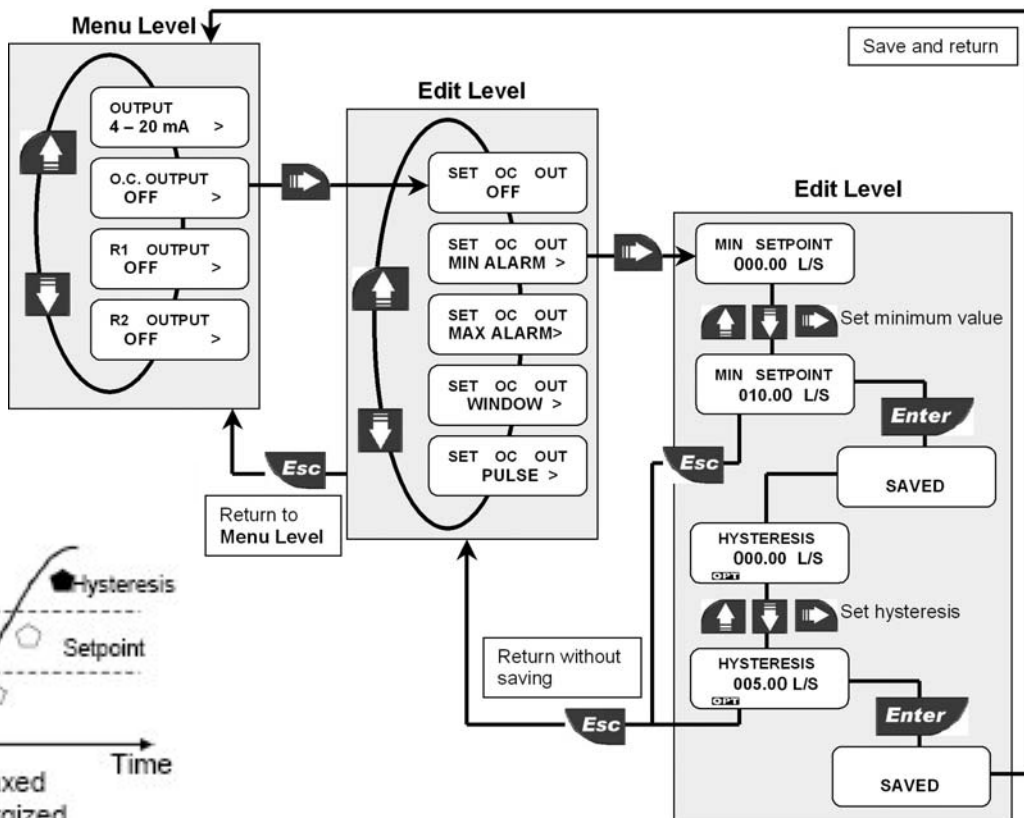 Menu Level
Save and return
OUTPUT
4 – 20 mA >
O.C. OUTPUT
OFF >
R1 OUTPUT
OFF >
R2 OUTPUT
OFF >
Edit Level
SET OC OUT
OFF
SET OC OUT
MIN ALARM >
SET OC OUT
MAX ALARM>
SET OC OUT
WINDOW >
SET OC OUT
PULSE >
Esc
Return to
Menu Level
Edit Level
MIN SETPOINT
000.00 L/S
Set minimum value
MIN SETPOINT
010.00 L/S
Enter
Esc
SAVED
HYSTERESIS
000.00 L/S
OPT
Set hysteresis
HYSTERESIS
005.00 L/S
OPT
Enter
Return without
saving
Esc
SAVED
Hysteresis
Setpoint
Time